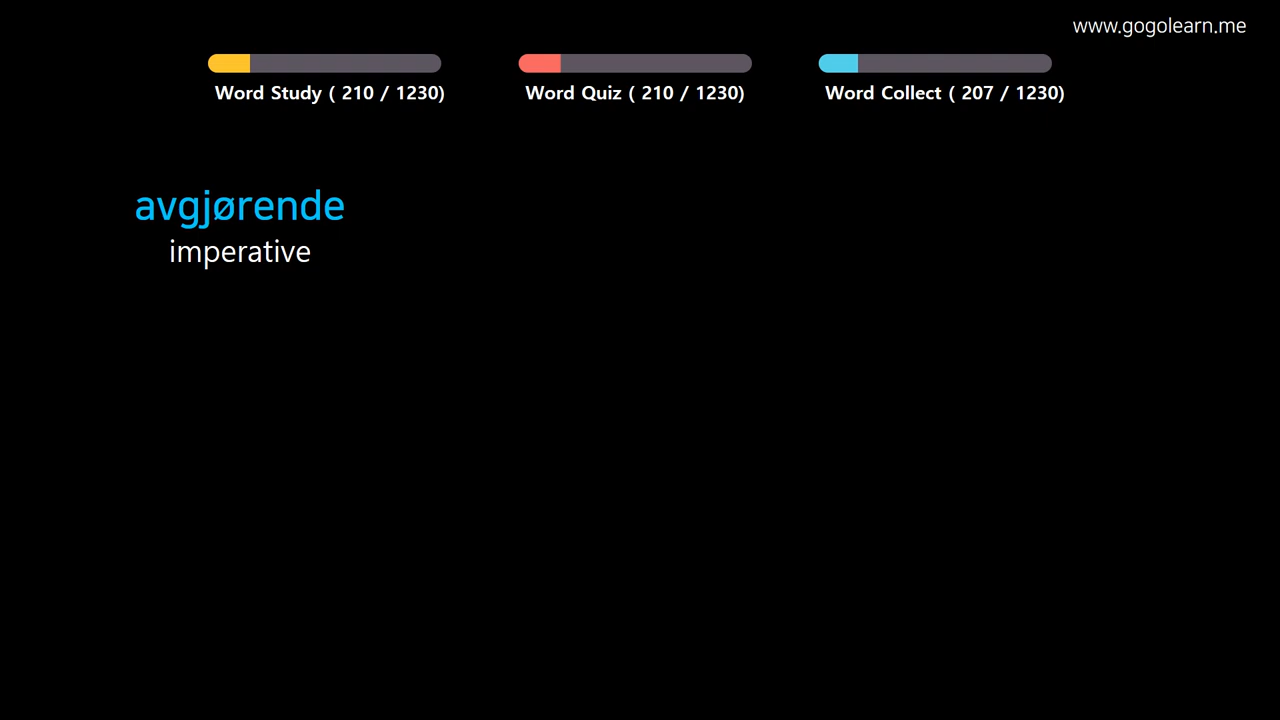 www.gogolearn.me
Word Study ( 210 / 1230)
Word Quiz ( 210 / 1230)
Word Collect ( 207 / 1230)
avgjørende
imperative